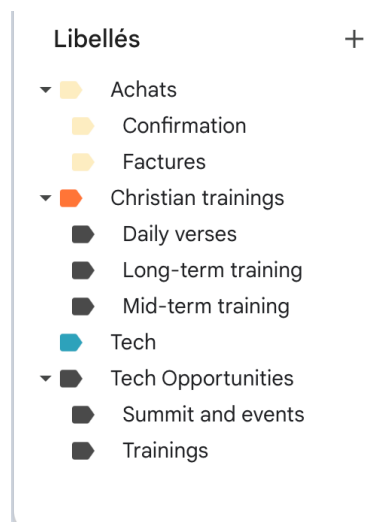 Libellés
Achats
Confirmation
Factures
Christian trainings
Daily verses
Long-term training
Mid-term training
Tech
Tech Opportunities
Summit and events
Trainings